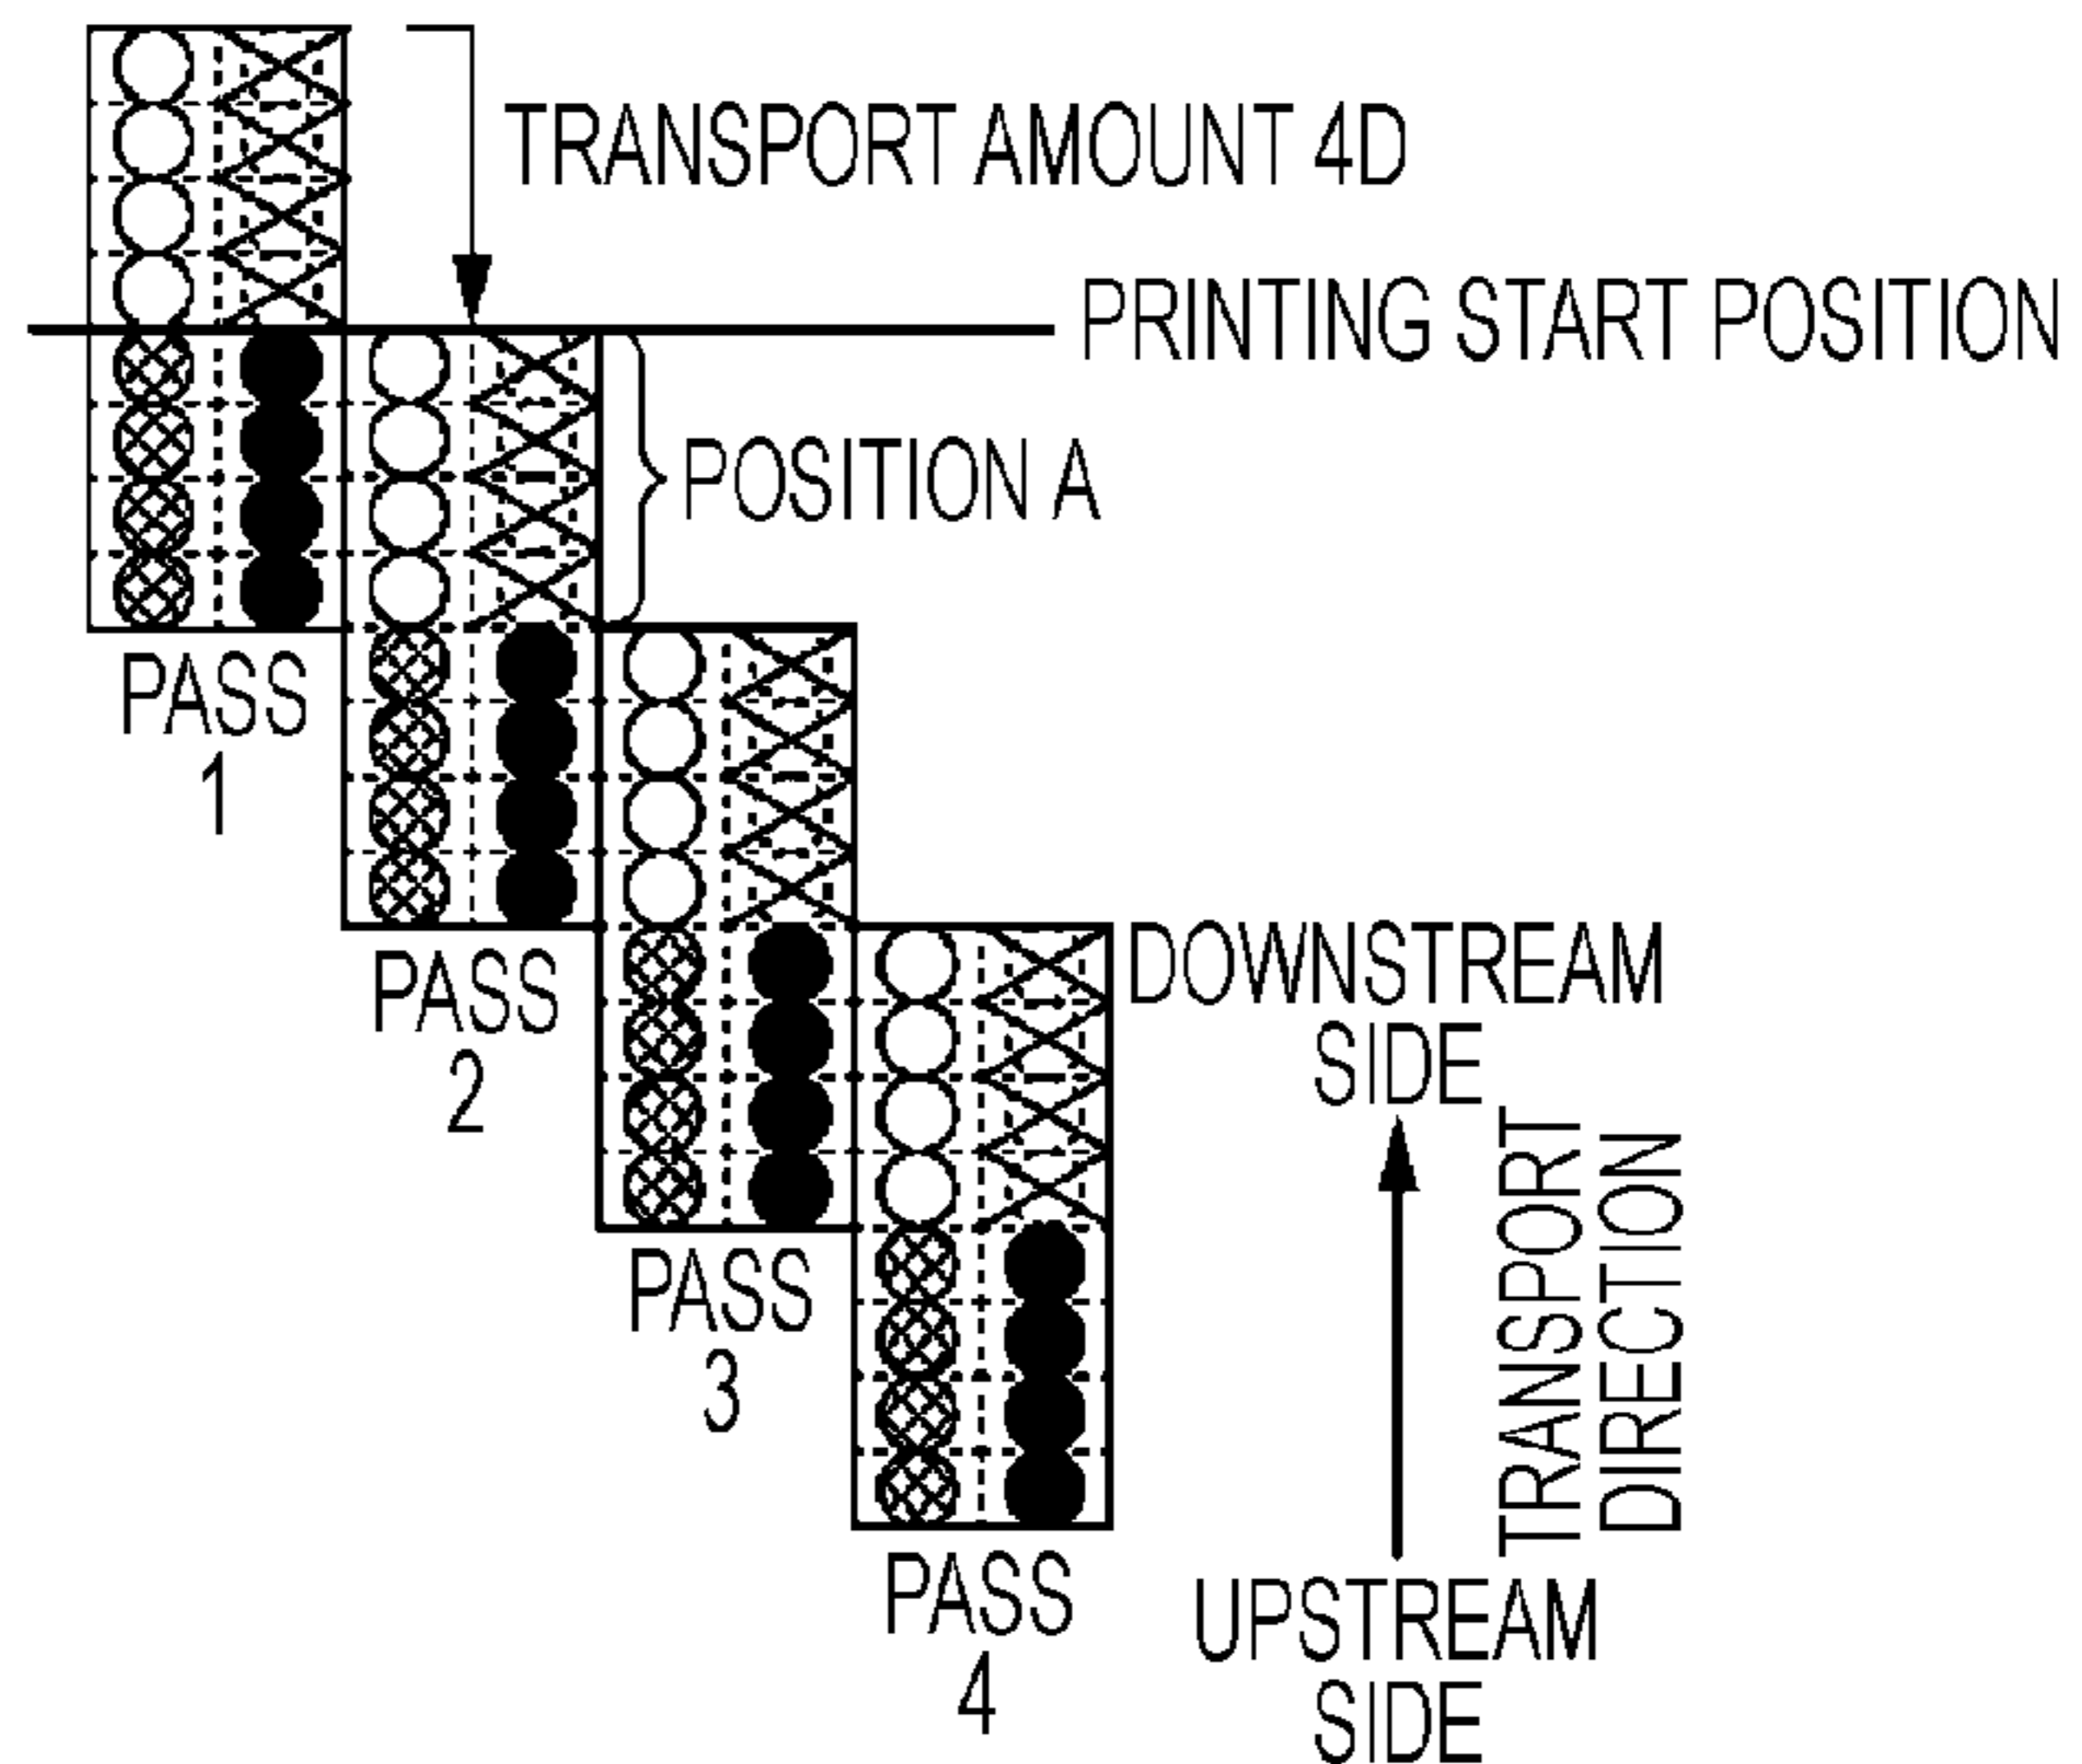 TRANSPORT AMOUNT 4D
PRINTING START POSITION
POSITION A
PASS
1
PASS
2
PASS
3
PASS
4
DOWNSTREAM
SIDE
TRANSPORT
DIRECTION
UPSTREAM
SIDE